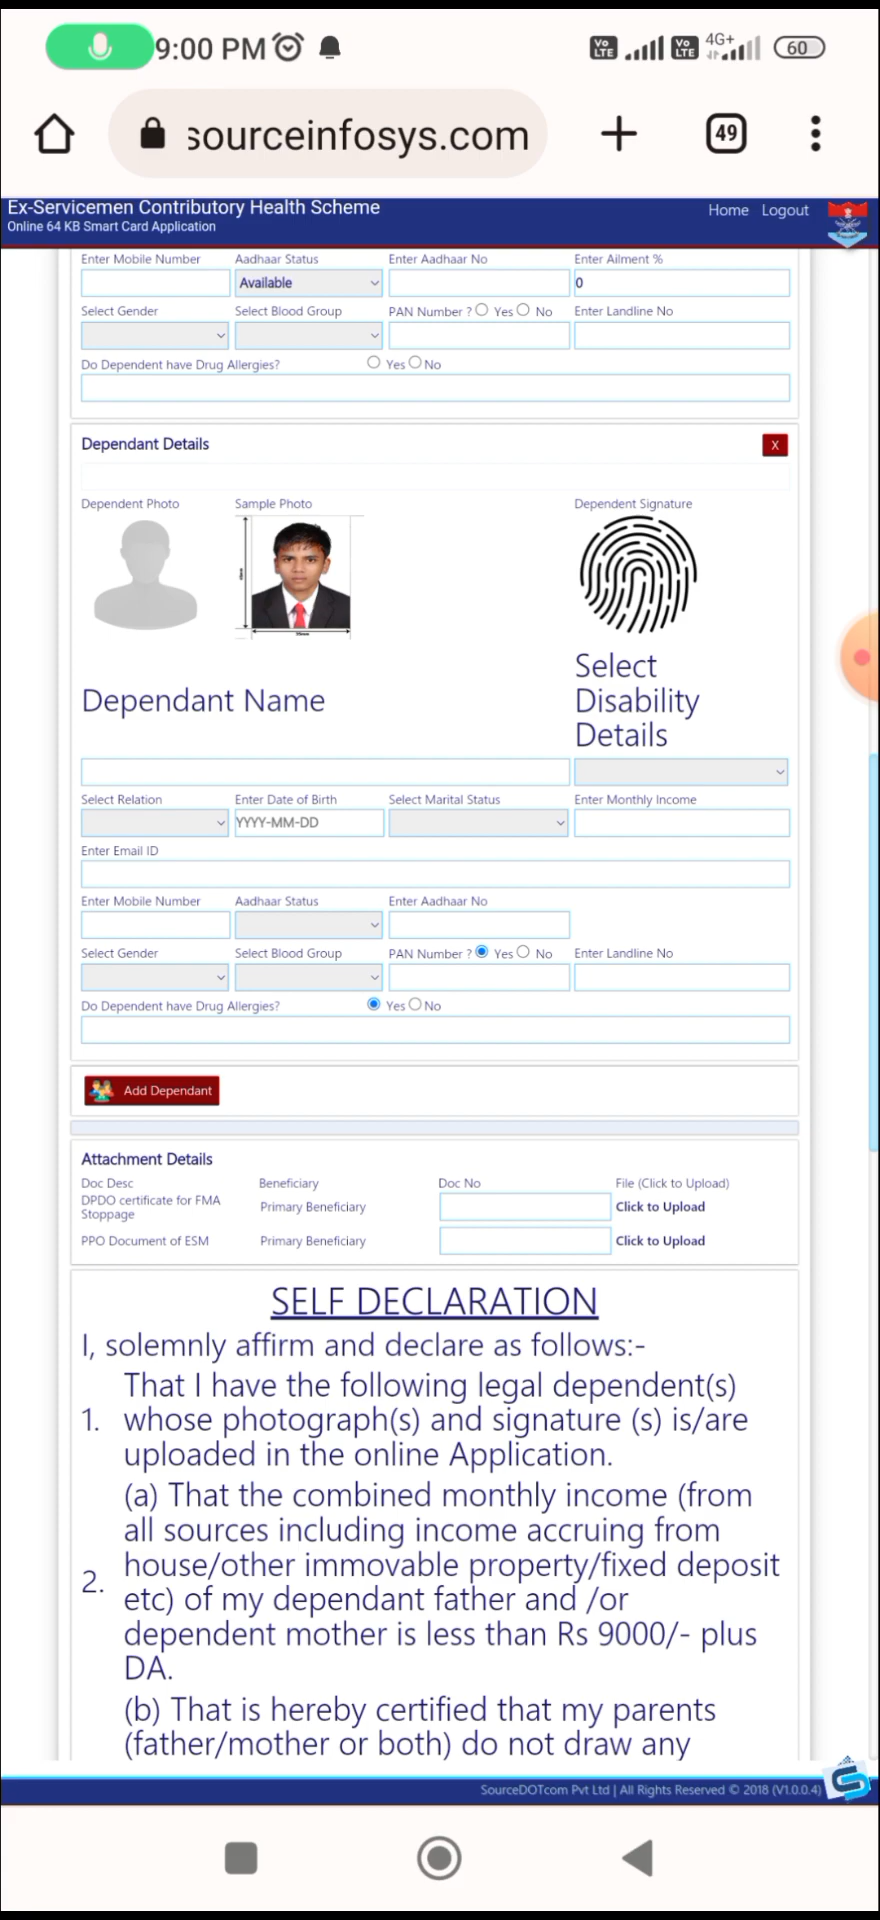 9:00 PM
Vo LTE Vo LTE 4G+ 60
sourceinfosys.com
49
Ex-Servicemen Contributory Health Scheme
Online 64 KB Smart Card Application
Home Logout
Enter Mobile Number Aadhaar Status Enter Aadhaar No Enter Ailment %
Available 0
Select Gender Select Blood Group PAN Number ? Yes No Enter Landline No
Do Dependent have Drug Allergies? Yes No
Dependant Details X
Dependent Photo Sample Photo Dependent Signature
35mm
Dependant Name
Select
Disability
Details
Select Relation Enter Date of Birth Select Marital Status Enter Monthly Income
YYYY-MM-DD
Enter Email ID
Enter Mobile Number Aadhaar Status Enter Aadhaar No
Select Gender Select Blood Group PAN Number ? Yes No Enter Landline No
Do Dependent have Drug Allergies? Yes No
Add Dependant
Attachment Details
Doc Desc Beneficiary Doc No File (Click to Upload)
DPDO certificate for FMA
Stoppage Primary Beneficiary Click to Upload
PPO Document of ESM Primary Beneficiary Click to Upload
SELF DECLARATION
I, solemnly affirm and declare as follows:-
That I have the following legal dependent(s)
1. whose photograph(s) and signature (s) is/are
uploaded in the online Application.
(a) That the combined monthly income (from
all sources including income accruing from
house/other immovable property/fixed deposit
2. etc) of my dependant father and /or
dependent mother is less than Rs 9000/- plus
DA.
(b) That is hereby certified that my parents
(father/mother or both) do not draw any
SourceDOTcom Pvt Ltd | All Rights Reserved © 2018 (V1.0.0.4)